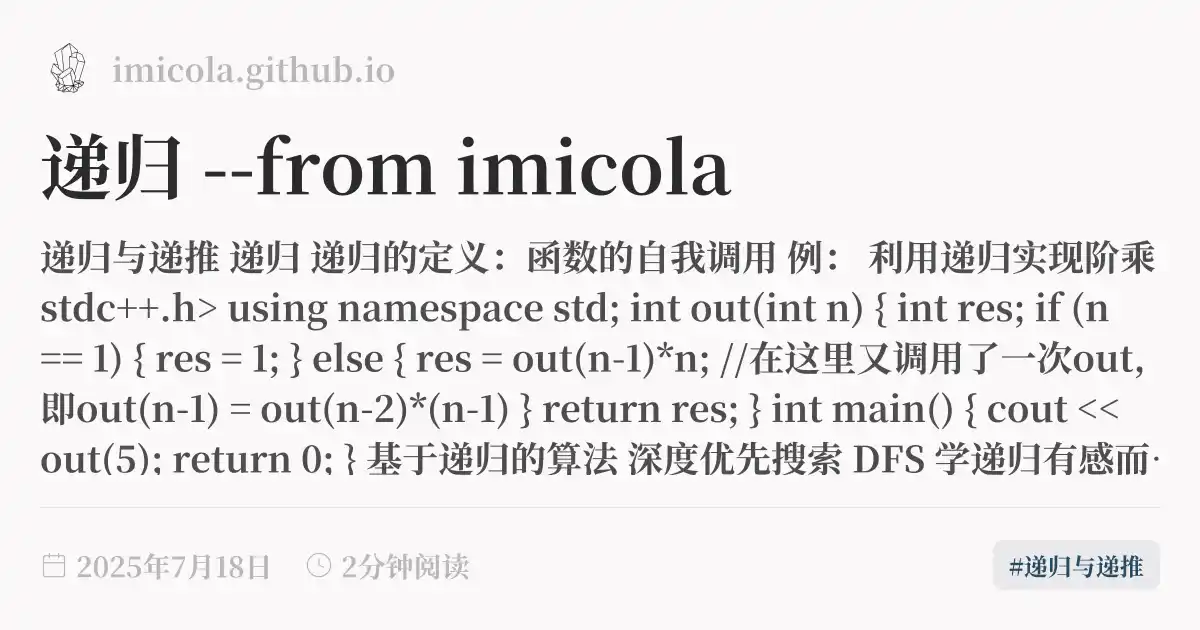 imicola.github.io
递归 --from imicola
递归与递推 递归 递归的定义：函数的自我调用 例： 利用递归实现阶乘
stdc++.h> using namespace std; int out(int n) { int res; if (n
== 1) { res = 1; } else { res = out(n-1)*n; //在这里又调用了一次out,
即out(n-1) = out(n-2)*(n-1) } return res; } int main() { cout <<
out(5); return 0; } 基于递归的算法 深度优先搜索 DFS 学递归有感而·
2025年7月18日 2分钟阅读
#递归与递推